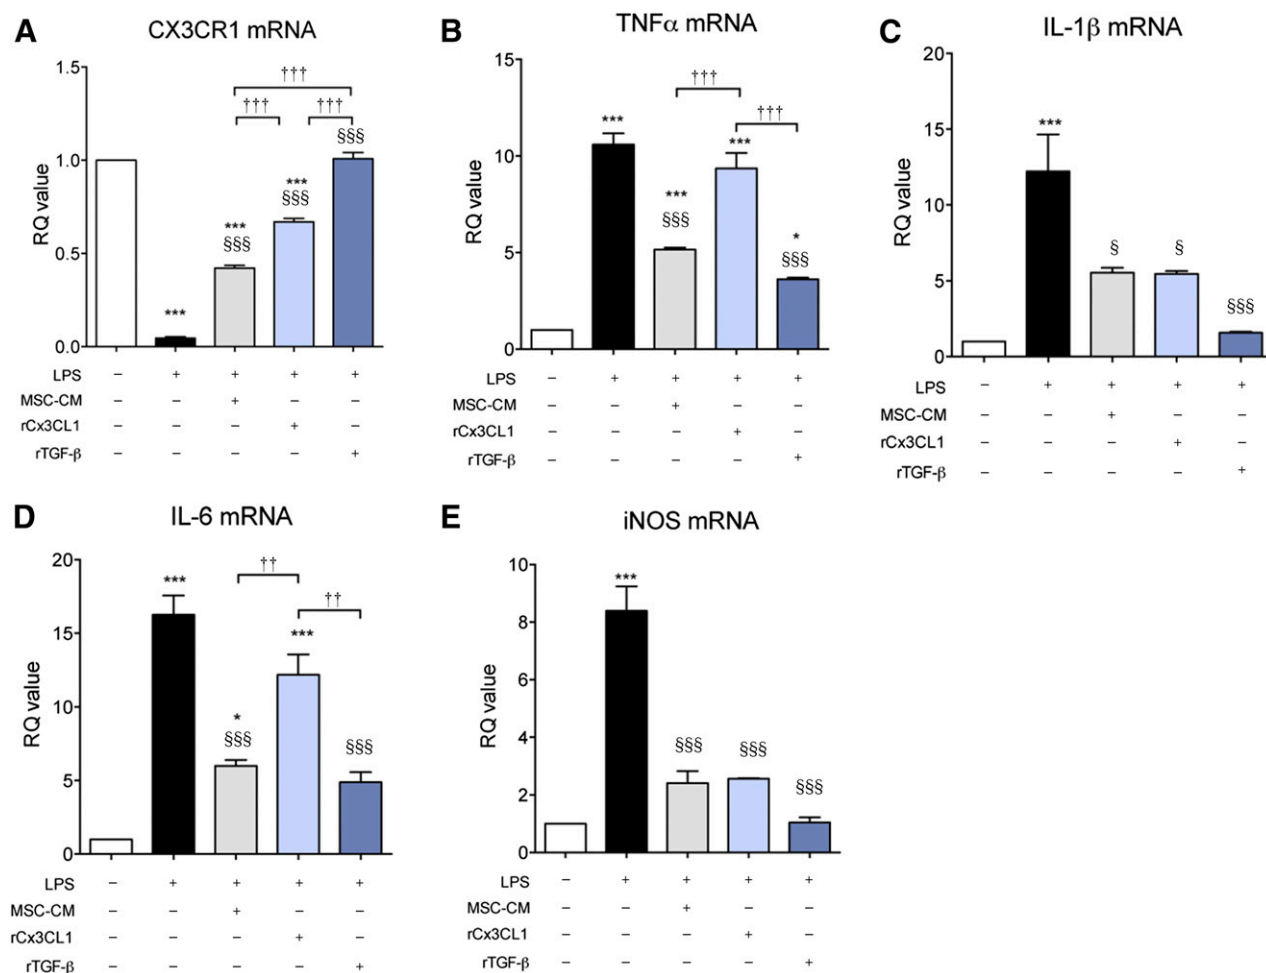 A
CX3CR1 mRNA
1.5
1.0
0.5
0.0
RQ value
***
***
§§§
***
§§§
§§§
†††
†††
†††
LPS – + + + +
MSC-CM – – + – –
rCx3CL1 – – – + –
rTGF-β – – – – +
B
TNFα mRNA
15
10
5
0
RQ value
***
***
§§§
***
*
§§§
†††
†††
LPS – + + + +
MSC-CM – – + – –
rCx3CL1 – – – + –
rTGF-β – – – – +
C
IL-1β mRNA
20
15
10
5
0
RQ value
***
§
§
§§§
LPS – + + + +
MSC-CM – – + – –
rCx3CL1 – – – + –
rTGF-β – – – – +
D
IL-6 mRNA
20
15
10
5
0
RQ value
***
*
§§§
***
§§§
††
††
LPS – + + + +
MSC-CM – – + – –
rCx3CL1 – – – + –
rTGF-β – – – – +
E
iNOS mRNA
10
8
6
4
2
0
RQ value
***
§§§
§§§
§§§
LPS – + + + +
MSC-CM – – + – –
rCx3CL1 – – – + –
rTGF-β – – – – +